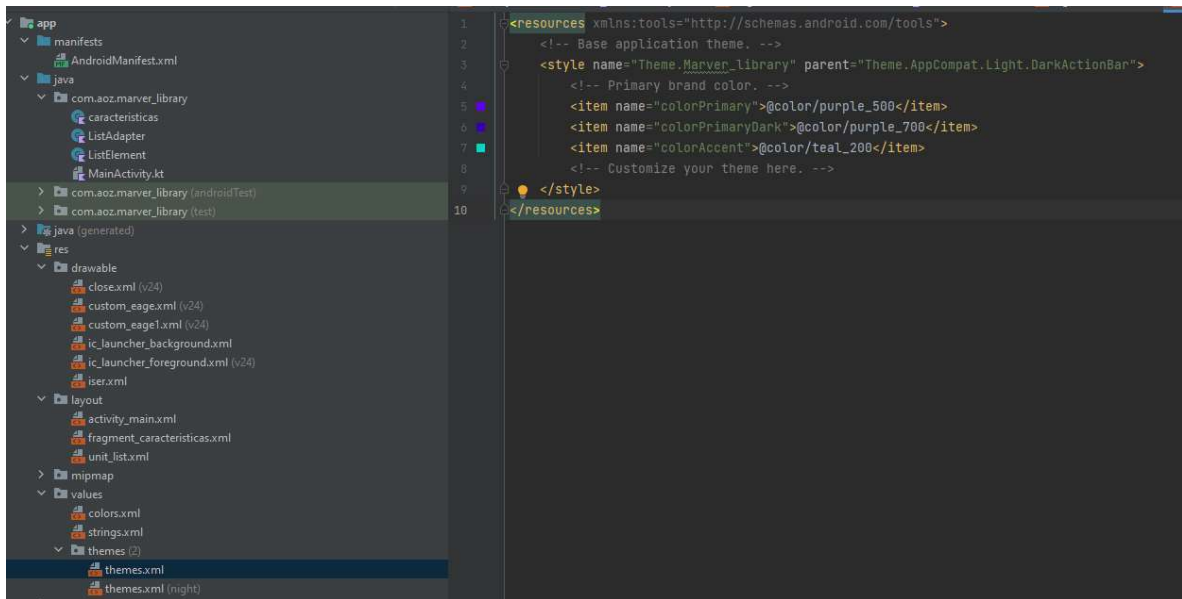 app
manifests
AndroidManifest.xml
java
com.aoz.marver_library
caracteristicas
ListAdapter
ListElement
MainActivity.kt
com.aoz.marver_library (androidTest)
com.aoz.marver_library (test)
java (generated)
res
drawable
close.xml (v24)
custom_eage.xml (v24)
custom_eage1.xml (v24)
ic_launcher_background.xml
ic_launcher_foreground.xml (v24)
iser.xml
layout
activity_main.xml
fragment_caracteristicas.xml
unit_list.xml
mipmap
values
colors.xml
strings.xml
themes (2)
themes.xml
themes.xml (night)
1 <resources xmlns:tools="http://schemas.android.com/tools">
2 <!-- Base application theme. -->
3 <style name="Theme.Marver_library" parent="Theme.AppCompat.Light.DarkActionBar">
4 <!-- Primary brand color. -->
5 <item name="colorPrimary">@color/purple_500</item>
6 <item name="colorPrimaryDark">@color/purple_700</item>
7 <item name="colorAccent">@color/teal_200</item>
8 <!-- Customize your theme here. -->
9 </style>
10 </resources>